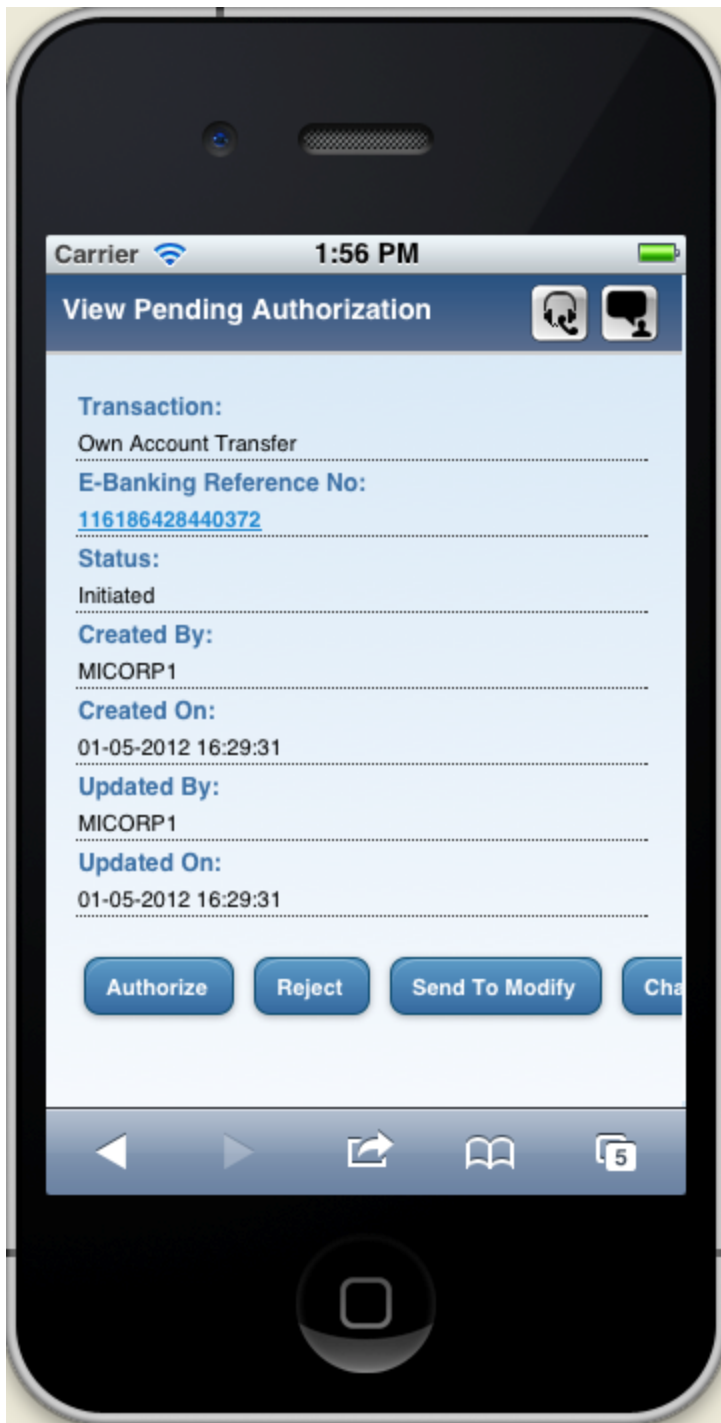 Carrier 1:56 PM
View Pending Authorization
Transaction:
Own Account Transfer
E-Banking Reference No:
116186428440372
Status:
Initiated
Created By:
MICORP1
Created On:
01-05-2012 16:29:31
Updated By:
MICORP1
Updated On:
01-05-2012 16:29:31
Authorize Reject Send To Modify Cha
5